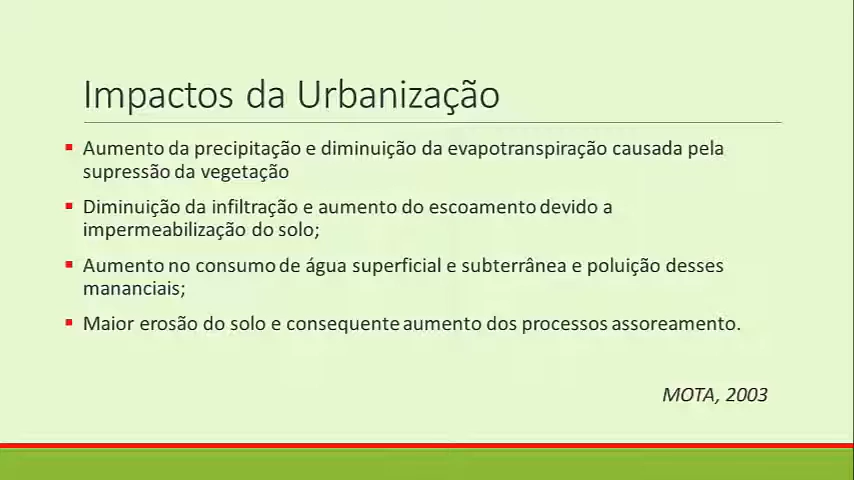 Impactos da Urbanização
Aumento da precipitação e diminuição da evapotranspiração causada pela
supressão da vegetação
Diminuição da infiltração e aumento do escoamento devido a
impermeabilização do solo;
Aumento no consumo de água superficial e subterrânea e poluição desses
mananciais;
Maior erosão do solo e consequente aumento dos processos assoreamento.
MOTA, 2003